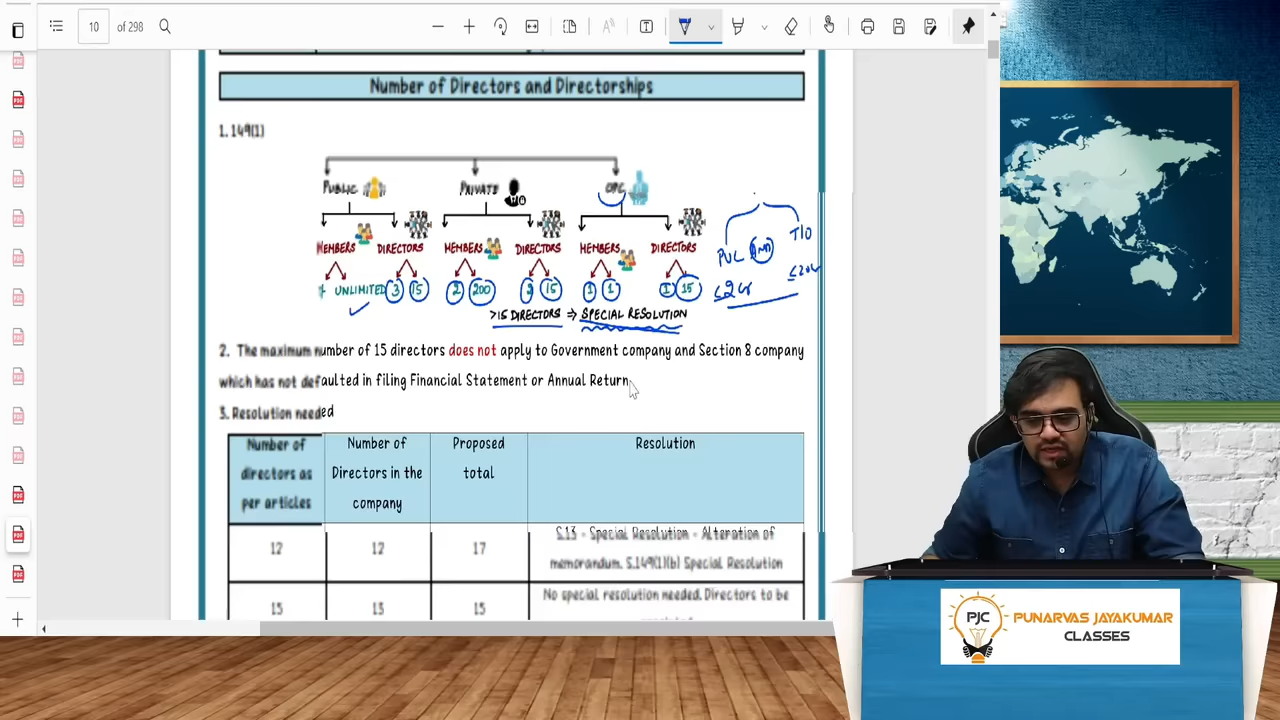 10 of 298
Number of Directors and Directorships
1. 149(1)
PUBLIC PRIVATE OPC
MEMBERS DIRECTORS MEMBERS DIRECTORS MEMBERS DIRECTORS
UNLIMITED 3 15 2 200 2 15 1 1 1 15
PVC And T/O
≤2Cr ≤20Cr
>15 DIRECTORS ⇒ SPECIAL RESOLUTION
2. The maximum number of 15 directors does not apply to Government company and Section 8 company
which has not defaulted in filing Financial Statement or Annual Return
3. Resolution needed
Number of directors as per articles Number of Directors in the company Proposed total Resolution
12 12 17 S.13 - Special Resolution - Alteration of
memorandum. S.149(1)(b) Special Resolution
15 13 15 No special resolution needed. Directors to be
PJC PUNARVAS JAYAKUMAR
CLASSES